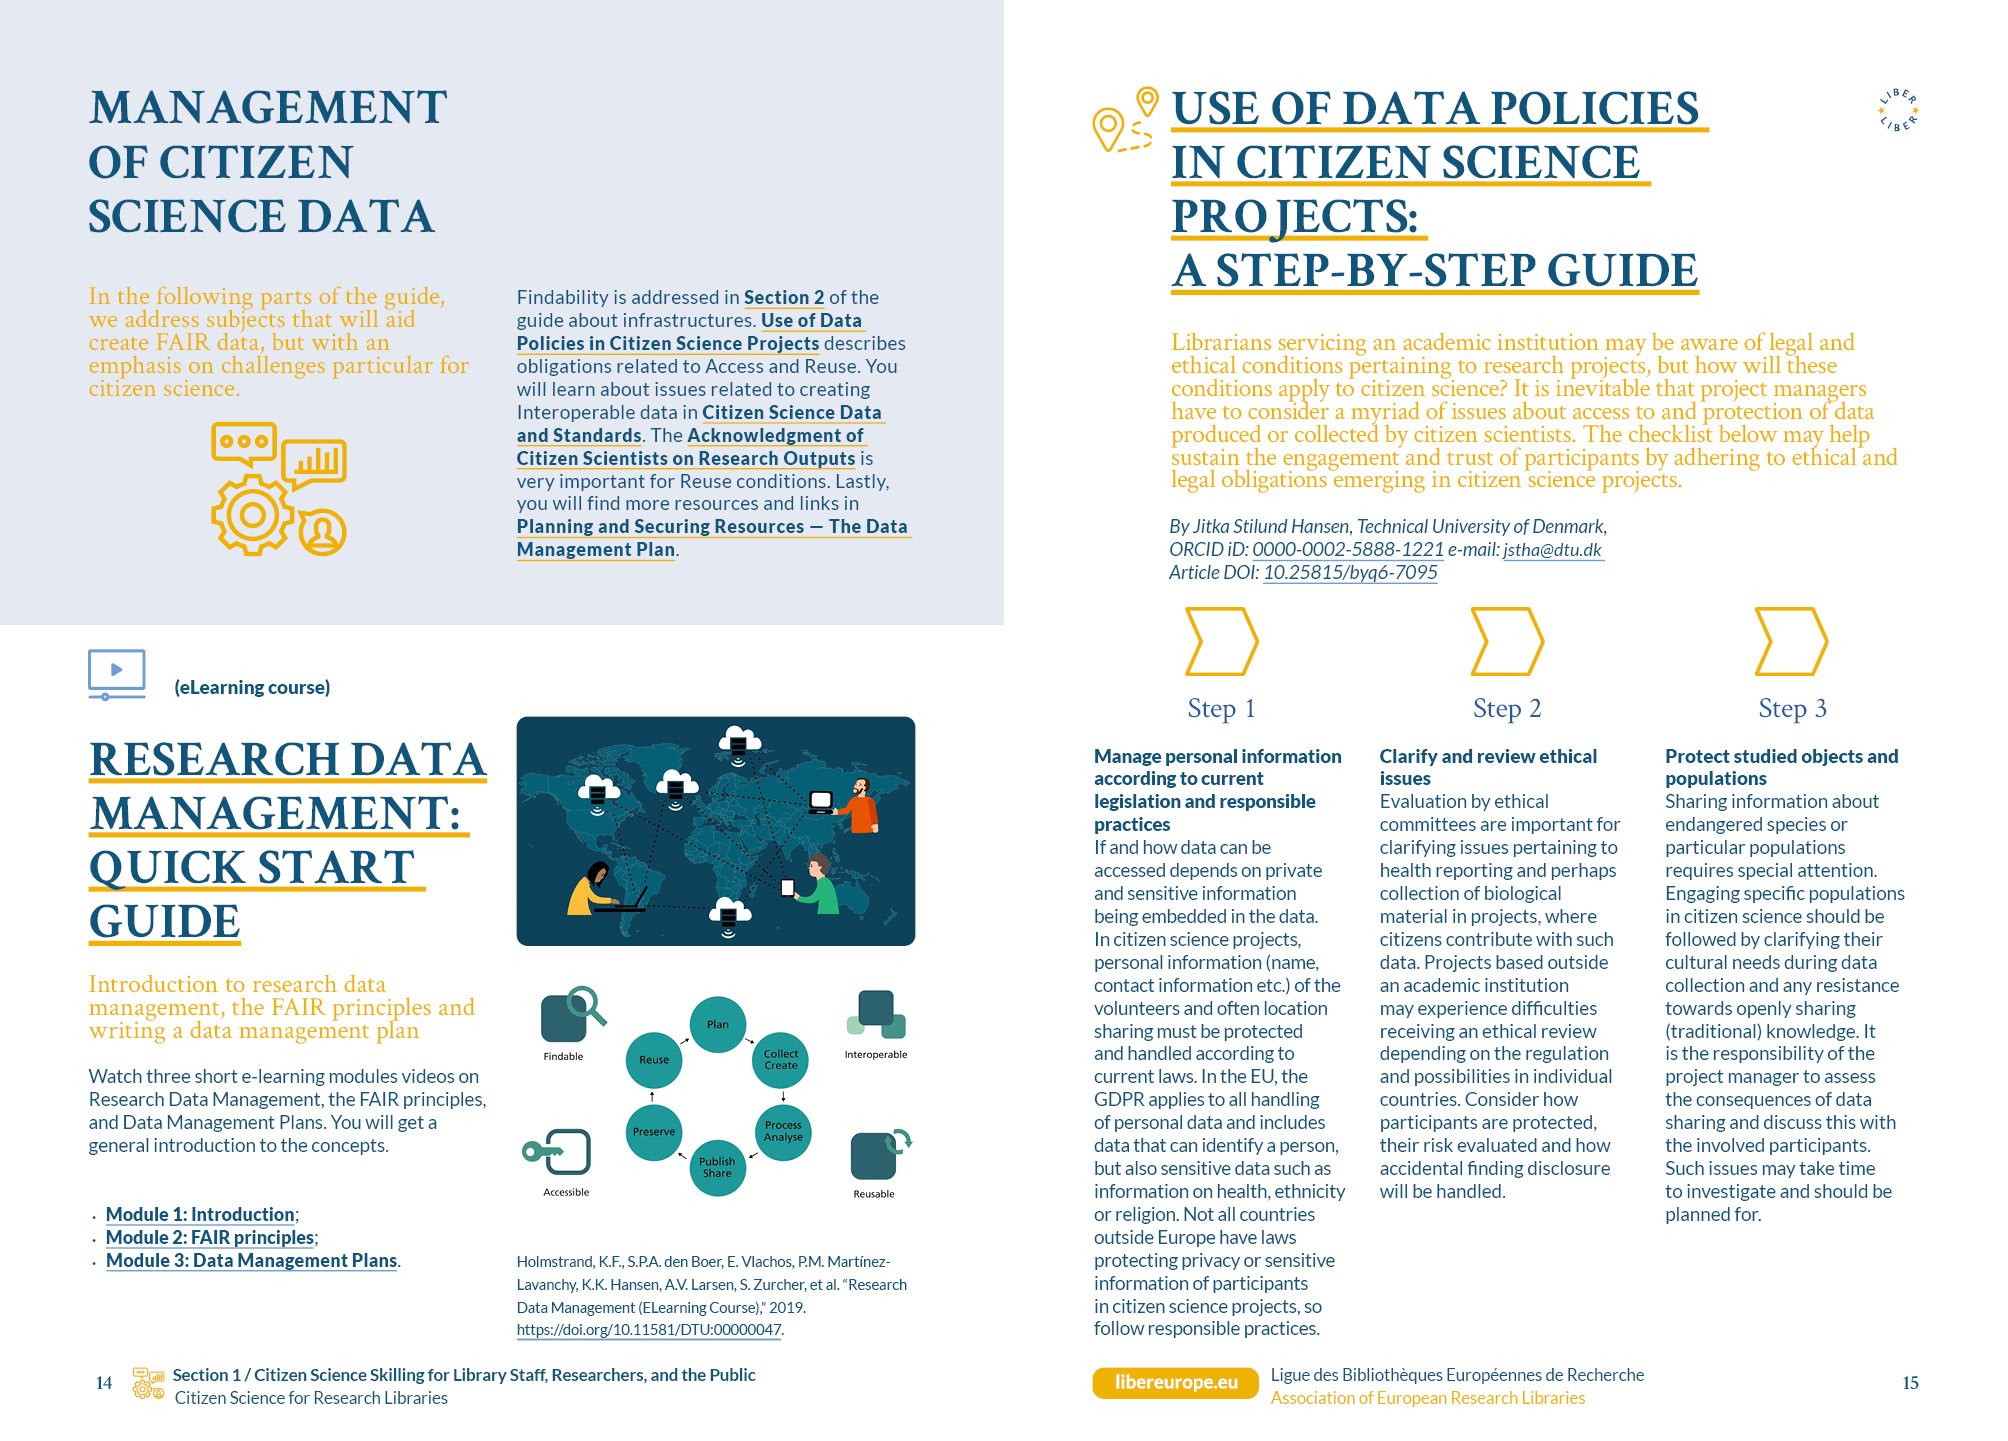 MANAGEMENT
OF CITIZEN
SCIENCE DATA
In the following parts of the guide,
we address subjects that will aid
create FAIR data, but with an
emphasis on challenges particular for
citizen science.
Findability is addressed in Section 2 of the
guide about infrastructures. Use of Data
Policies in Citizen Science Projects describes
obligations related to Access and Reuse. You
will learn about issues related to creating
Interoperable data in Citizen Science Data
and Standards. The Acknowledgment of
Citizen Scientists on Research Outputs is
very important for Reuse conditions. Lastly,
you will find more resources and links in
Planning and Securing Resources — The Data
Management Plan.
(eLearning course)
RESEARCH DATA
MANAGEMENT:
QUICK START
GUIDE
Introduction to research data
management, the FAIR principles and
writing a data management plan
Watch three short e-learning modules videos on
Research Data Management, the FAIR principles,
and Data Management Plans. You will get a
general introduction to the concepts.
• Module 1: Introduction;
• Module 2: FAIR principles;
• Module 3: Data Management Plans.
Findable
Accessible
Plan
Collect
Create
Process
Analyse
Publish
Share
Preserve
Reuse
Interoperable
Reusable
Holmstrand, K.F., S.P.A. den Boer, E. Vlachos, P.M. Martínez-
Lavanchy, K.K. Hansen, A.V. Larsen, S. Zurcher, et al. “Research
Data Management (ELearning Course),” 2019.
https://doi.org/10.11581/DTU:00000047.
14
Section 1 / Citizen Science Skilling for Library Staff, Researchers, and the Public
Citizen Science for Research Libraries
USE OF DATA POLICIES
IN CITIZEN SCIENCE
PROJECTS:
A STEP-BY-STEP GUIDE
LIBER
LIBER
Librarians servicing an academic institution may be aware of legal and
ethical conditions pertaining to research projects, but how will these
conditions apply to citizen science? It is inevitable that project managers
have to consider a myriad of issues about access to and protection of data
produced or collected by citizen scientists. The checklist below may help
sustain the engagement and trust of participants by adhering to ethical and
legal obligations emerging in citizen science projects.
By Jitka Stilund Hansen, Technical University of Denmark,
ORCID iD: 0000-0002-5888-1221 e-mail: jstha@dtu.dk
Article DOI: 10.25815/byq6-7095
Step 1
Manage personal information
according to current
legislation and responsible
practices
If and how data can be
accessed depends on private
and sensitive information
being embedded in the data.
In citizen science projects,
personal information (name,
contact information etc.) of the
volunteers and often location
sharing must be protected
and handled according to
current laws. In the EU, the
GDPR applies to all handling
of personal data and includes
data that can identify a person,
but also sensitive data such as
information on health, ethnicity
or religion. Not all countries
outside Europe have laws
protecting privacy or sensitive
information of participants
in citizen science projects, so
follow responsible practices.
Step 2
Clarify and review ethical
issues
Evaluation by ethical
committees are important for
clarifying issues pertaining to
health reporting and perhaps
collection of biological
material in projects, where
citizens contribute with such
data. Projects based outside
an academic institution
may experience difficulties
receiving an ethical review
depending on the regulation
and possibilities in individual
countries. Consider how
participants are protected,
their risk evaluated and how
accidental finding disclosure
will be handled.
Step 3
Protect studied objects and
populations
Sharing information about
endangered species or
particular populations
requires special attention.
Engaging specific populations
in citizen science should be
followed by clarifying their
cultural needs during data
collection and any resistance
towards openly sharing
(traditional) knowledge. It
is the responsibility of the
project manager to assess
the consequences of data
sharing and discuss this with
the involved participants.
Such issues may take time
to investigate and should be
planned for.
libereurope.eu
Ligue des Bibliothèques Européennes de Recherche
Association of European Research Libraries
15